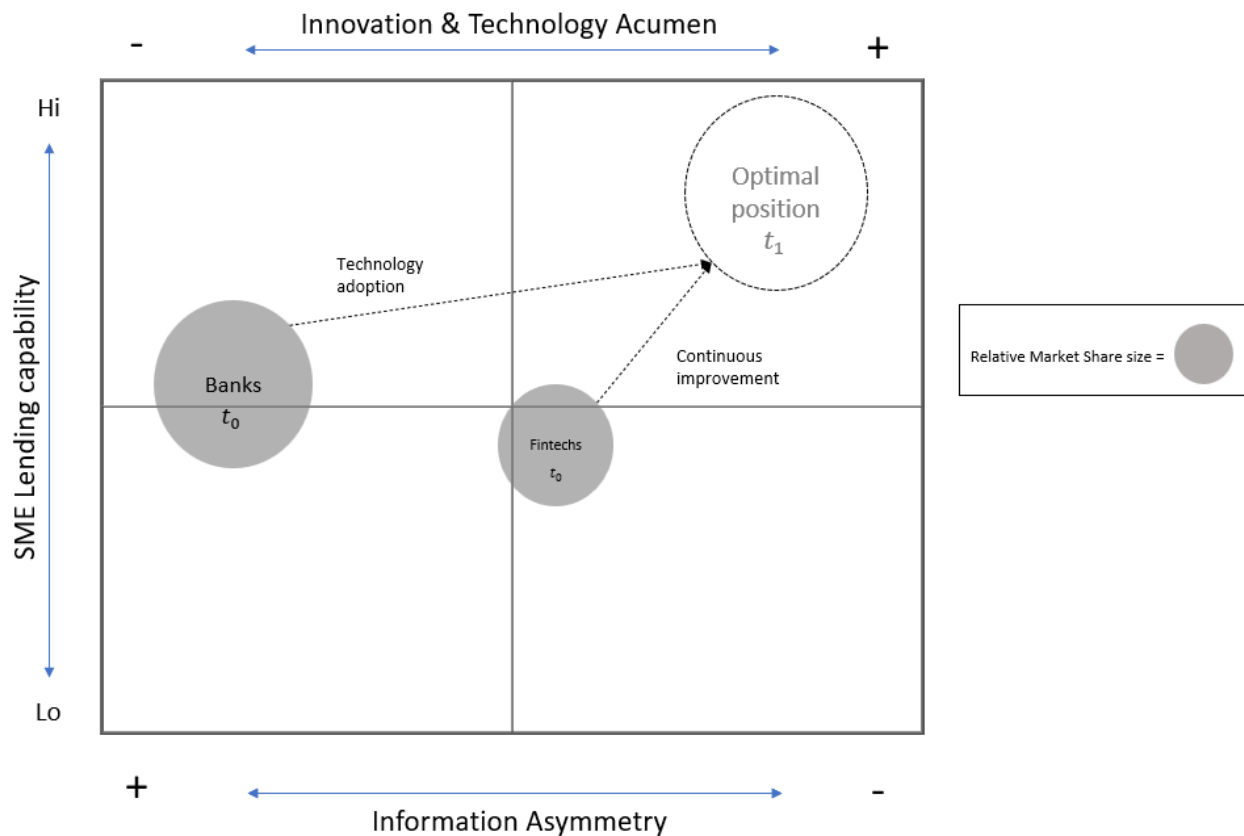 Innovation & Technology Acumen
-
+
Hi
Optimal
position
t₁
Technology
adoption
SME Lending capability
Banks
t₀
Continuous
improvement
Relative Market Share size =
Fintechs
t₀
Lo
+
-
Information Asymmetry